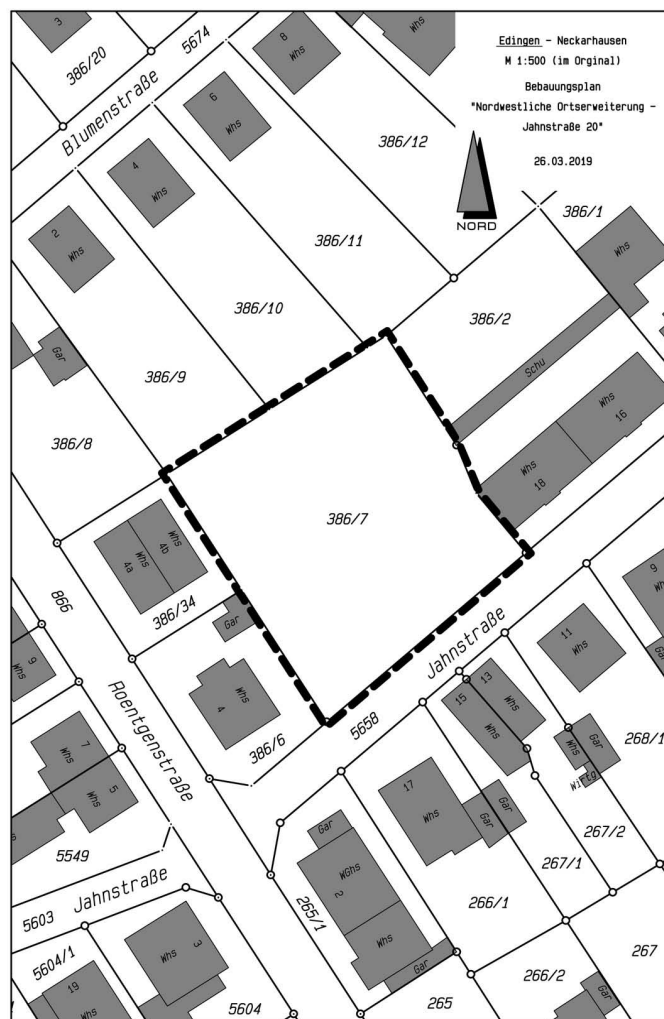 Edingen - Neckarhausen
M 1:500 (im Orginal)
Bebauungsplan
"Nordwestliche Ortserweiterung -
Jahnstraße 20"
26.03.2019
NORD
3
386/20
5674
Blumenstraße
8
Whs
6
Whs
4
Whs
2
Whs
386/12
386/1
386/11
386/10
386/2
Whs
Gar
386/9
Schu
Whs
16
386/8
Whs
18
386/7
4a
Whs
4b
866
386/34
Gar
9
Whs
Jahnstraße
9
Whs
11
Whs
Gar
Roentgenstraße
4
Whs
386/6
5658
13
Whs
15
Whs
Whs
Gar
Wirtg
268/1
7
Whs
5
Whs
17
Whs
Gar
Gar
267/2
5549
Gar
WGhs
2
267/1
Jahnstraße
5603
265/1
266/1
Whs
267
5604/1
3
Whs
Gar
266/2
19
Whs
5604
265
Gar